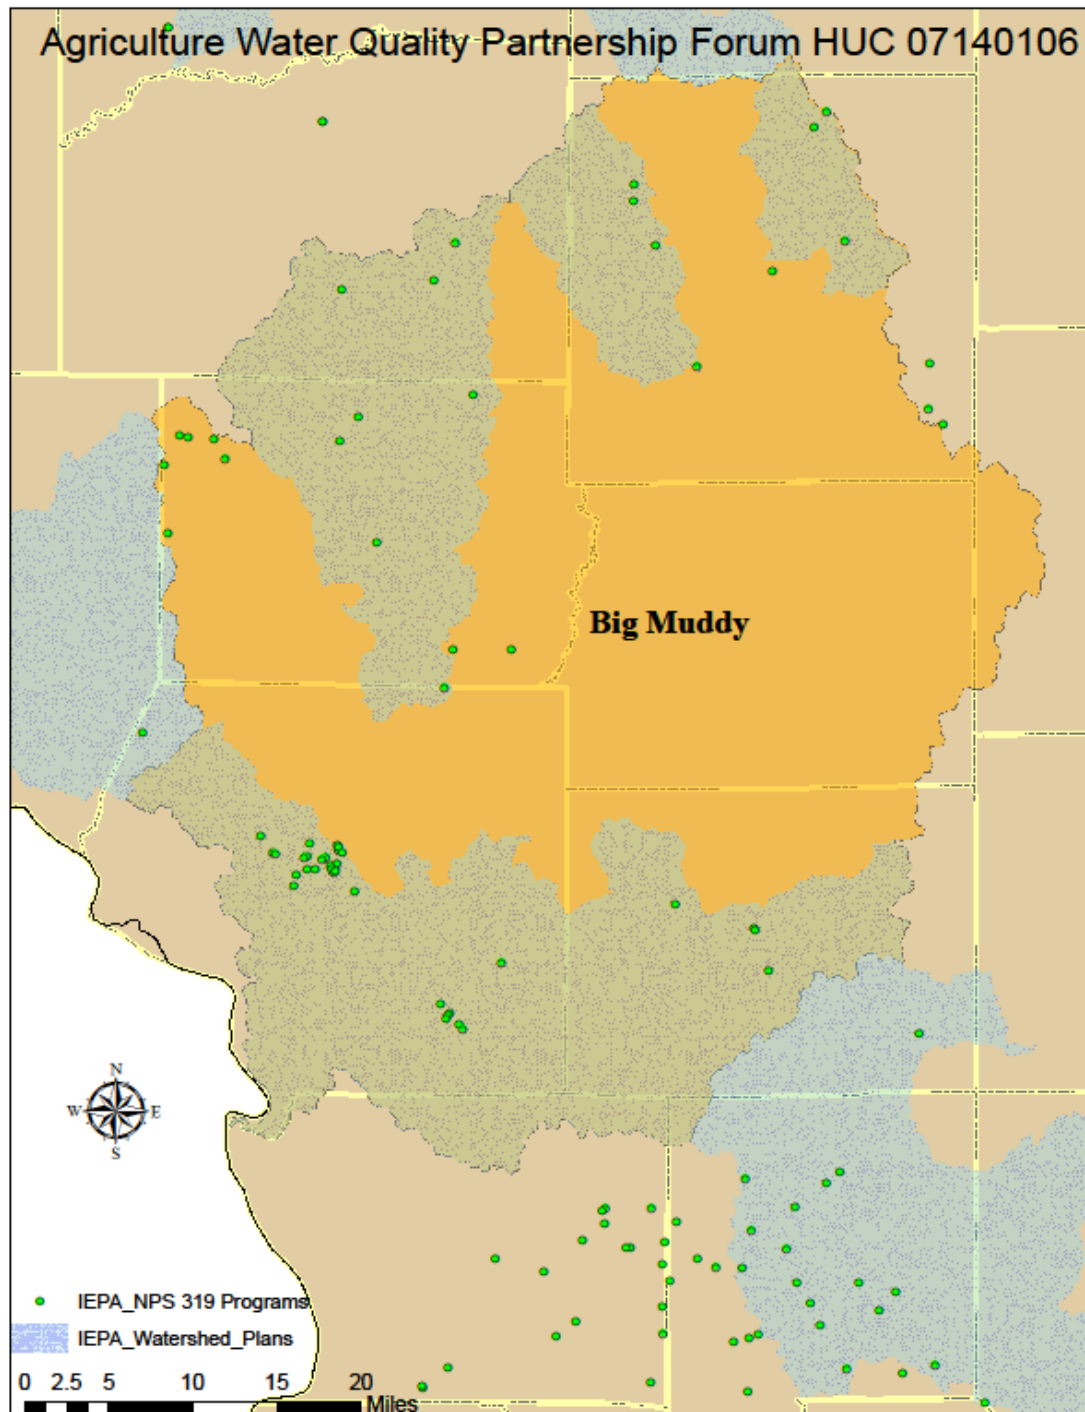 Agriculture Water Quality Partnership Forum HUC 07140106
Big Muddy
N
W E
S
IEPA_NPS 319 Programs
IEPA_Watershed_Plans
0 2.5 5 10 15 20
Miles